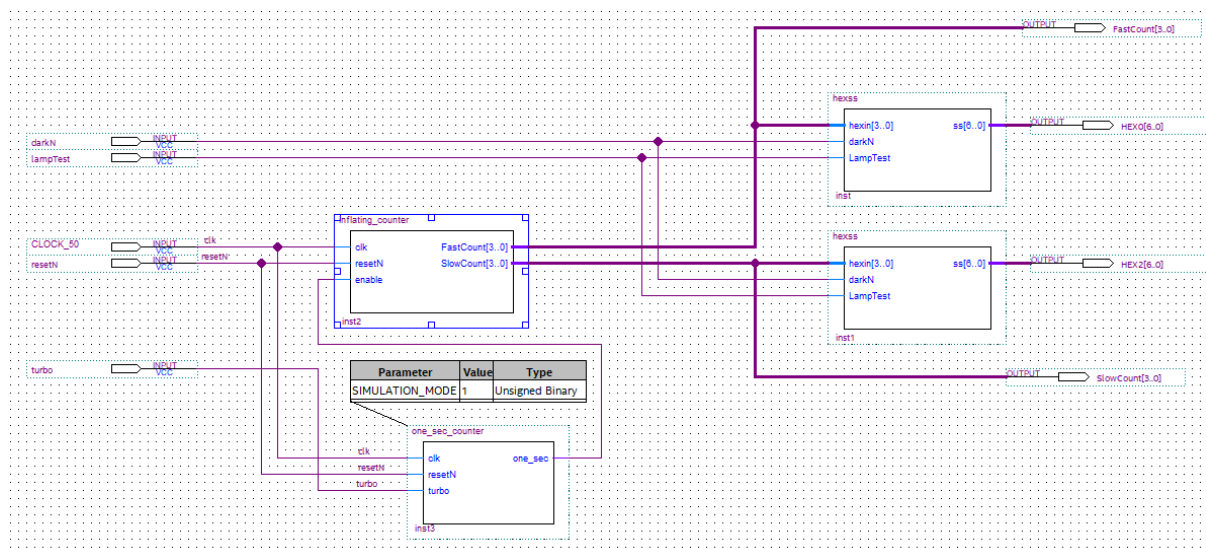 OUTPUT
FastCount[3..0]
hexss
hexin[3..0] ss[6..0]
darkN
LampTest
inst
OUTPUT
HEX0[6..0]
darkN
INPUT
VCC
lampTest
INPUT
VCC
inflating_counter
clk FastCount[3..0]
resetN SlowCount[3..0]
enable
inst2
CLOCK_50
INPUT
VCC
clk
resetN
INPUT
VCC
resetN
hexss
hexin[3..0] ss[6..0]
darkN
LampTest
inst1
OUTPUT
HEX2[6..0]
turbo
INPUT
VCC
OUTPUT
SlowCount[3..0]
Parameter Value Type
SIMULATION_MODE 1 Unsigned Binary
one_sec_counter
clk
resetN
turbo
clk one_sec
resetN
turbo
inst3